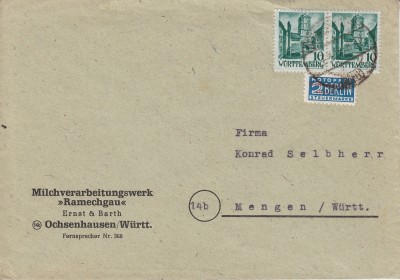 10 10
WÜRTTEMBERG WÜRTTEMBERG
NOTOPFER
2 BERLIN
STEUERMARKE
Firma
Konrad Selbherr
14b
Mengen /Württ.
Milchverarbeitungswerk
»Ramechgau«
Ernst & Barth
14b Ochsenhausen/Württ.
Fernsprecher Nr. 368